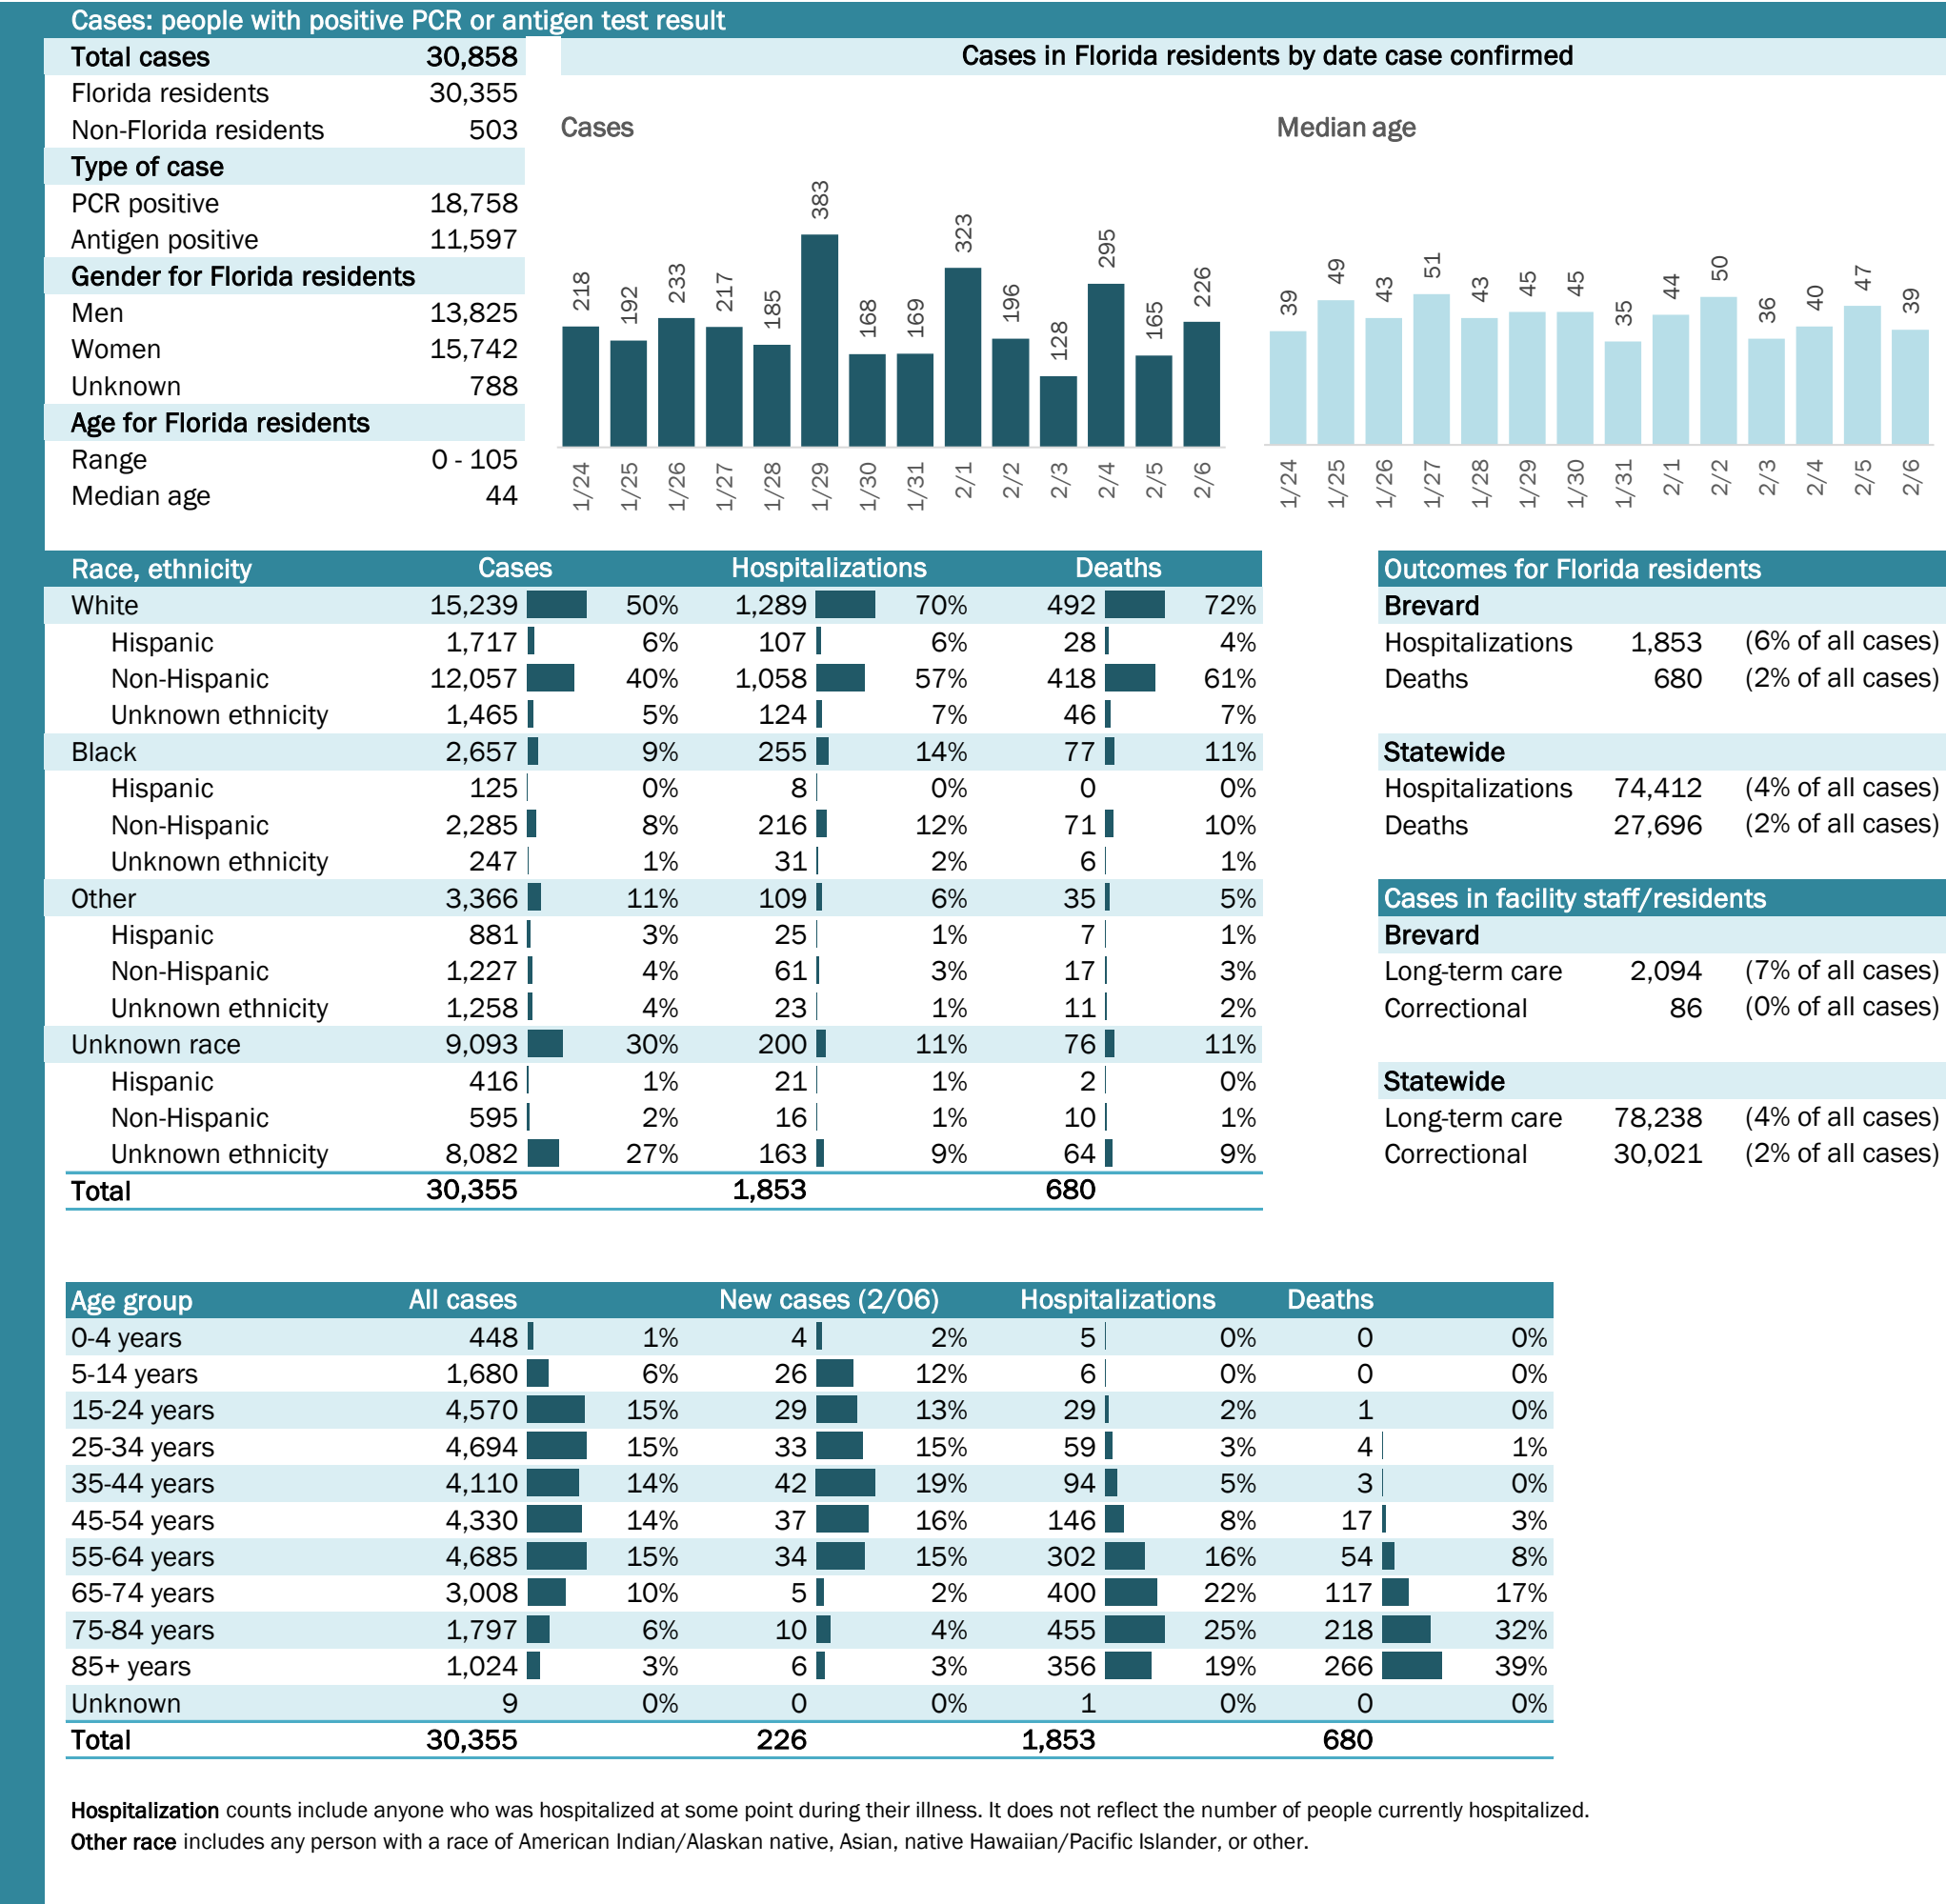 Cases: people with positive PCR or antigen test result
Total cases 30,858
Florida residents 30,355
Non-Florida residents 503
Type of case
PCR positive 18,758
Antigen positive 11,597
Gender for Florida residents
Men 13,825
Women 15,742
Unknown 788
Age for Florida residents
Range 0 - 105
Median age 44
Cases in Florida residents by date case confirmed
Cases
218 192 233 217 185 383 168 169 323 196 128 295 165 226
1/24 1/25 1/26 1/27 1/28 1/29 1/30 1/31 2/1 2/2 2/3 2/4 2/5 2/6
Median age
39 49 43 51 43 45 45 35 44 50 36 40 47 39
1/24 1/25 1/26 1/27 1/28 1/29 1/30 1/31 2/1 2/2 2/3 2/4 2/5 2/6
Race, ethnicity Cases Hospitalizations Deaths
White 15,239 50% 1,289 70% 492 72%
Hispanic 1,717 6% 107 6% 28 4%
Non-Hispanic 12,057 40% 1,058 57% 418 61%
Unknown ethnicity 1,465 5% 124 7% 46 7%
Black 2,657 9% 255 14% 77 11%
Hispanic 125 0% 8 0% 0 0%
Non-Hispanic 2,285 8% 216 12% 71 10%
Unknown ethnicity 247 1% 31 2% 6 1%
Other 3,366 11% 109 6% 35 5%
Hispanic 881 3% 25 1% 7 1%
Non-Hispanic 1,227 4% 61 3% 17 3%
Unknown ethnicity 1,258 4% 23 1% 11 2%
Unknown race 9,093 30% 200 11% 76 11%
Hispanic 416 1% 21 1% 2 0%
Non-Hispanic 595 2% 16 1% 10 1%
Unknown ethnicity 8,082 27% 163 9% 64 9%
Total 30,355 1,853 680
Outcomes for Florida residents
Brevard
Hospitalizations 1,853 (6% of all cases)
Deaths 680 (2% of all cases)
Statewide
Hospitalizations 74,412 (4% of all cases)
Deaths 27,696 (2% of all cases)
Cases in facility staff/residents
Brevard
Long-term care 2,094 (7% of all cases)
Correctional 86 (0% of all cases)
Statewide
Long-term care 78,238 (4% of all cases)
Correctional 30,021 (2% of all cases)
Age group All cases New cases (2/06) Hospitalizations Deaths
0-4 years 448 1% 4 2% 5 0% 0 0%
5-14 years 1,680 6% 26 12% 6 0% 0 0%
15-24 years 4,570 15% 29 13% 29 2% 1 0%
25-34 years 4,694 15% 33 15% 59 3% 4 1%
35-44 years 4,110 14% 42 19% 94 5% 3 0%
45-54 years 4,330 14% 37 16% 146 8% 17 3%
55-64 years 4,685 15% 34 15% 302 16% 54 8%
65-74 years 3,008 10% 5 2% 400 22% 117 17%
75-84 years 1,797 6% 10 4% 455 25% 218 32%
85+ years 1,024 3% 6 3% 356 19% 266 39%
Unknown 9 0% 0 0% 1 0% 0 0%
Total 30,355 226 1,853 680
Hospitalization counts include anyone who was hospitalized at some point during their illness. It does not reflect the number of people currently hospitalized.
Other race includes any person with a race of American Indian/Alaskan native, Asian, native Hawaiian/Pacific Islander, or other.